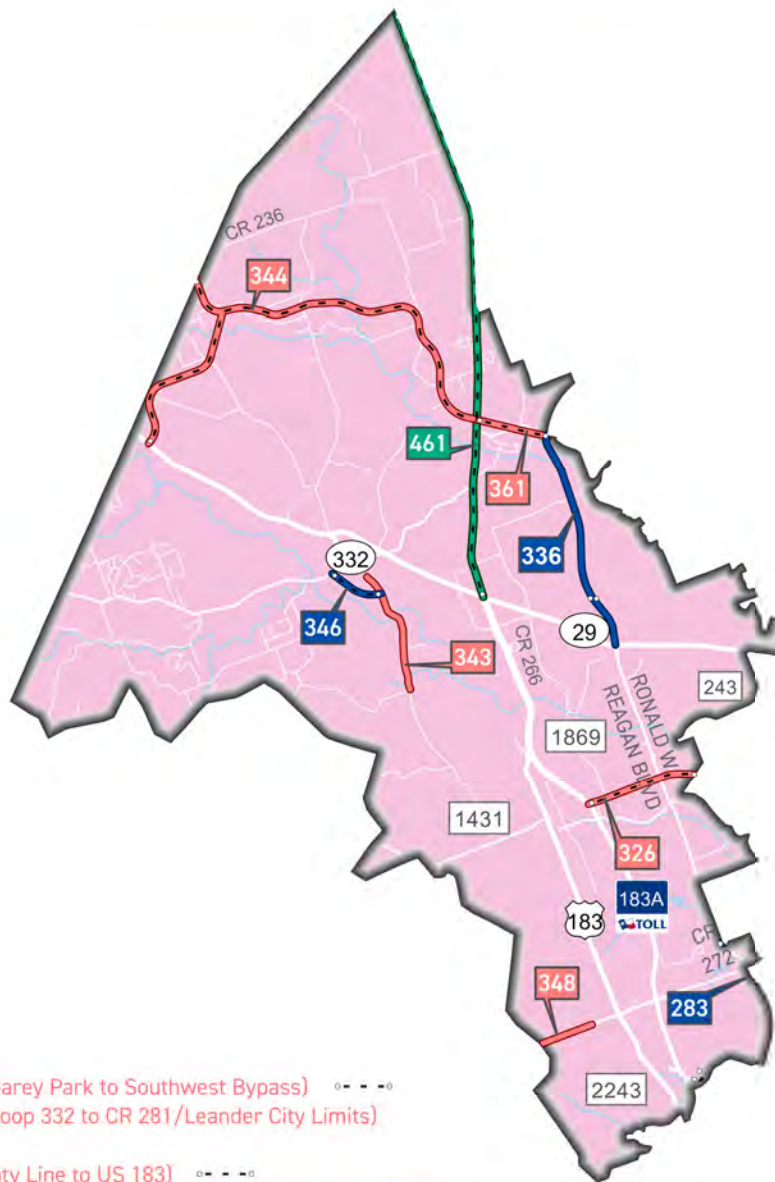 CR 236
344
461
361
336
332
346
29
343
CR 266
243
RONALD W
REAGAN BLVD
1869
1431
326
183A
TOLL
183
CR
272
348
283
2243
arey Park to Southwest Bypass)
oop 332 to CR 281/Leander City Limits)
ty Line to US 183)